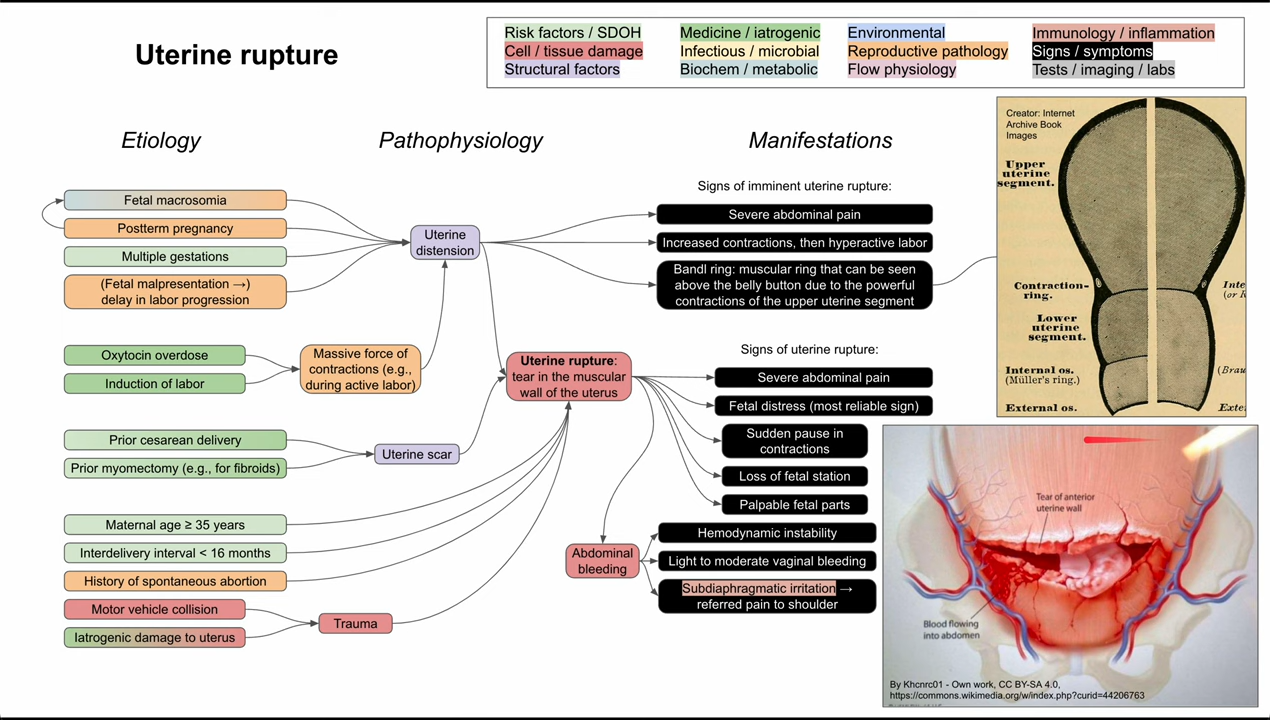 Uterine rupture
Risk factors / SDOH
Cell / tissue damage
Structural factors
Medicine / iatrogenic
Infectious / microbial
Biochem / metabolic
Environmental
Reproductive pathology
Flow physiology
Immunology / inflammation
Signs / symptoms
Tests / imaging / labs
Etiology
Pathophysiology
Manifestations
Fetal macrosomia
Postterm pregnancy
Multiple gestations
(Fetal malpresentation →)
delay in labor progression
Oxytocin overdose
Induction of labor
Prior cesarean delivery
Prior myomectomy (e.g., for fibroids)
Maternal age ≥ 35 years
Interdelivery interval < 16 months
History of spontaneous abortion
Motor vehicle collision
Iatrogenic damage to uterus
Uterine
distension
Massive force of
contractions (e.g.,
during active labor)
Uterine scar
Trauma
Uterine rupture:
tear in the muscular
wall of the uterus
Abdominal
bleeding
Signs of imminent uterine rupture:
Severe abdominal pain
Increased contractions, then hyperactive labor
Bandl ring: muscular ring that can be seen
above the belly button due to the powerful
contractions of the upper uterine segment
Signs of uterine rupture:
Severe abdominal pain
Fetal distress (most reliable sign)
Sudden pause in
contractions
Loss of fetal station
Palpable fetal parts
Hemodynamic instability
Light to moderate vaginal bleeding
Subdiaphragmatic irritation →
referred pain to shoulder
Creator: Internet
Archive Book
Images
Upper
uterine
segment.
Contraction-
ring.
Lower
uterine
segment.
Internal os.
(Müller's ring.)
External os.
Inte
(or
(Brau
Exte
Tear of anterior
uterine wall
Blood flowing
into abdomen
By Khcnrc01 - Own work, CC BY-SA 4.0,
https://commons.wikimedia.org/w/index.php?curid=44206763